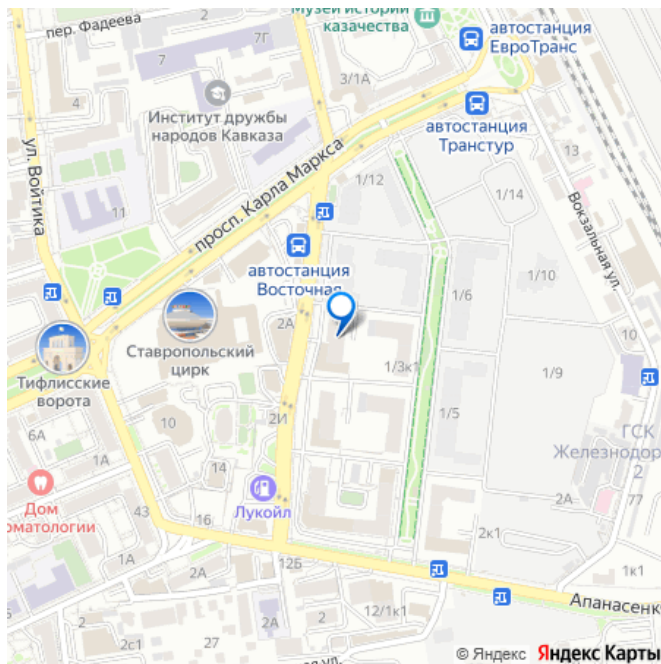 пер. Фадеева
2
Музей истории
казачества
автостанция
ЕвроТранс
7Г
7
4
3/1А
Институт дружбы
народов Кавказа
автостанция
Транстур
13
ул. Войтика
просп. Карла Маркса
1/12
1/14
Вокзальная ул.
11
автостанция
Восточная
1/10
1/6
2А
10
Ставропольский
цирк
Тифлисские
ворота
1/3к1
1/9
2И
1/5
10
6А
ГСК
Железнодор
2
1А
14
Дом
оматологии
Лукойл
43
16
2А
77
2к1
12Б
1А
2А
1к1
Апанасенк
2
12/1к1
2с1
27
ная ул.
© Яндекс Яндекс Карты